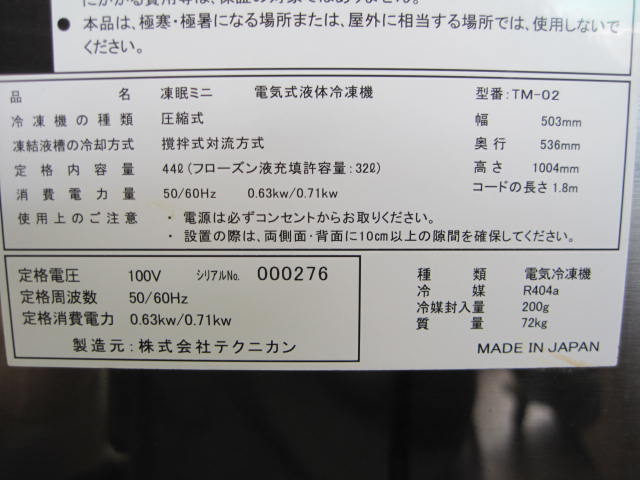 にかかる費用等は、保証の対象ではありません。
● 本品は、極寒・極暑になる場所または、屋外に相当する場所では、使用しないで
ください。
品 名 凍眠ミニ 電気式液体冷凍機 型番:TM-02
冷凍機の種類 圧縮式 幅 503mm
凍結液槽の冷却方式 撹拌式対流方式 奥行 536mm
定格内容量 44ℓ(フローズン液充填許容量:32ℓ) 高さ 1004mm
消費電力量 50/60Hz 0.63kw/0.71kw コードの長さ 1.8m
使用上のご注意 ・ 電源は必ずコンセントからお取りください。
・ 設置の際は、両側面・背面に10cm以上の隙間を確保してください。
定格電圧 100V シリアルNo. 000276
定格周波数 50/60Hz
定格消費電力 0.63kw/0.71kw
製造元:株式会社テクニカン
種 類 電気冷凍機
冷 媒 R404a
冷媒封入量 200g
質 量 72kg
MADE IN JAPAN